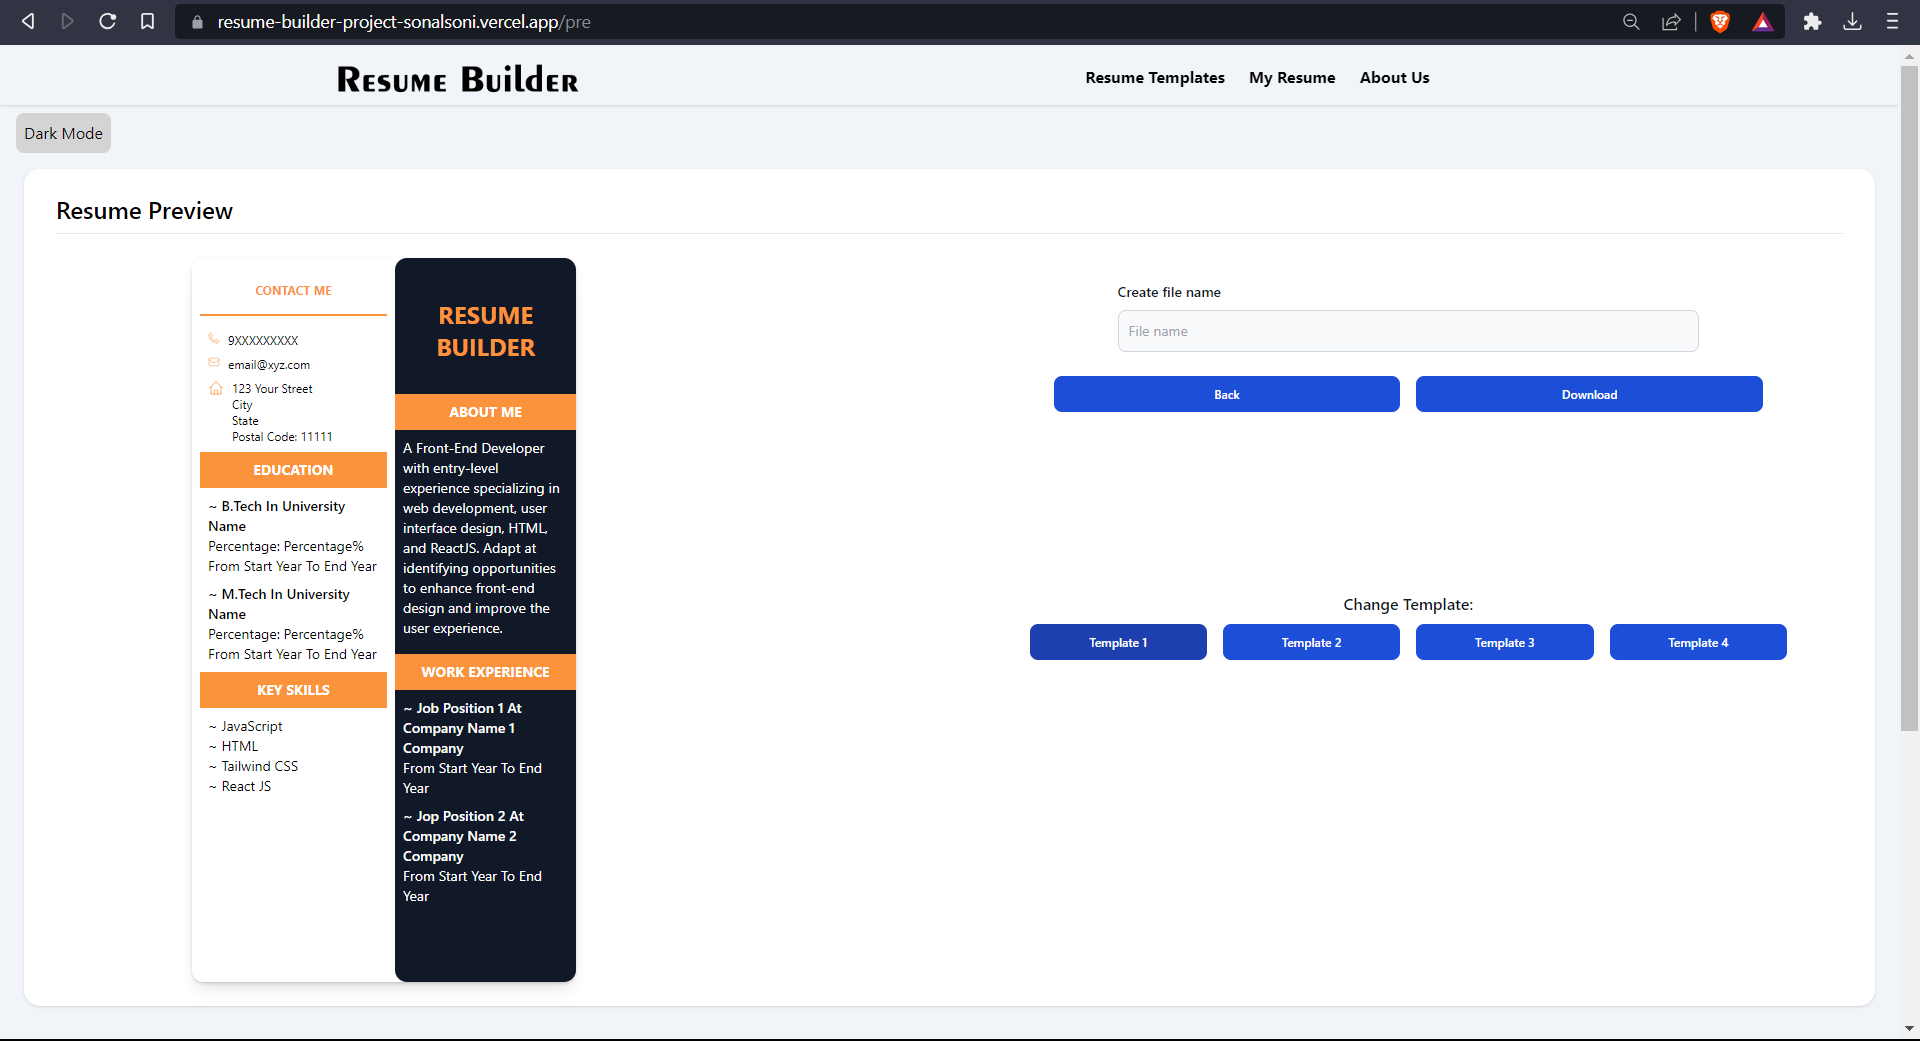 resume-builder-project-sonalsoni.vercel.app/pre
Resume Builder
Resume Templates
My Resume
About Us
Dark Mode
Resume Preview
CONTACT ME
9XXXXXXXXX
email@xyz.com
123 Your Street
City
State
Postal Code: 11111
EDUCATION
~ B.Tech In University
Name
Percentage: Percentage%
From Start Year To End Year
~ M.Tech In University
Name
Percentage: Percentage%
From Start Year To End Year
KEY SKILLS
~ JavaScript
~ HTML
~ Tailwind CSS
~ React JS
RESUME
BUILDER
ABOUT ME
A Front-End Developer
with entry-level
experience specializing in
web development, user
interface design, HTML,
and ReactJS. Adapt at
identifying opportunities
to enhance front-end
design and improve the
user experience.
WORK EXPERIENCE
~ Job Position 1 At
Company Name 1
Company
From Start Year To End
Year
~ Jop Position 2 At
Company Name 2
Company
From Start Year To End
Year
Create file name
File name
Back
Download
Change Template:
Template 1
Template 2
Template 3
Template 4